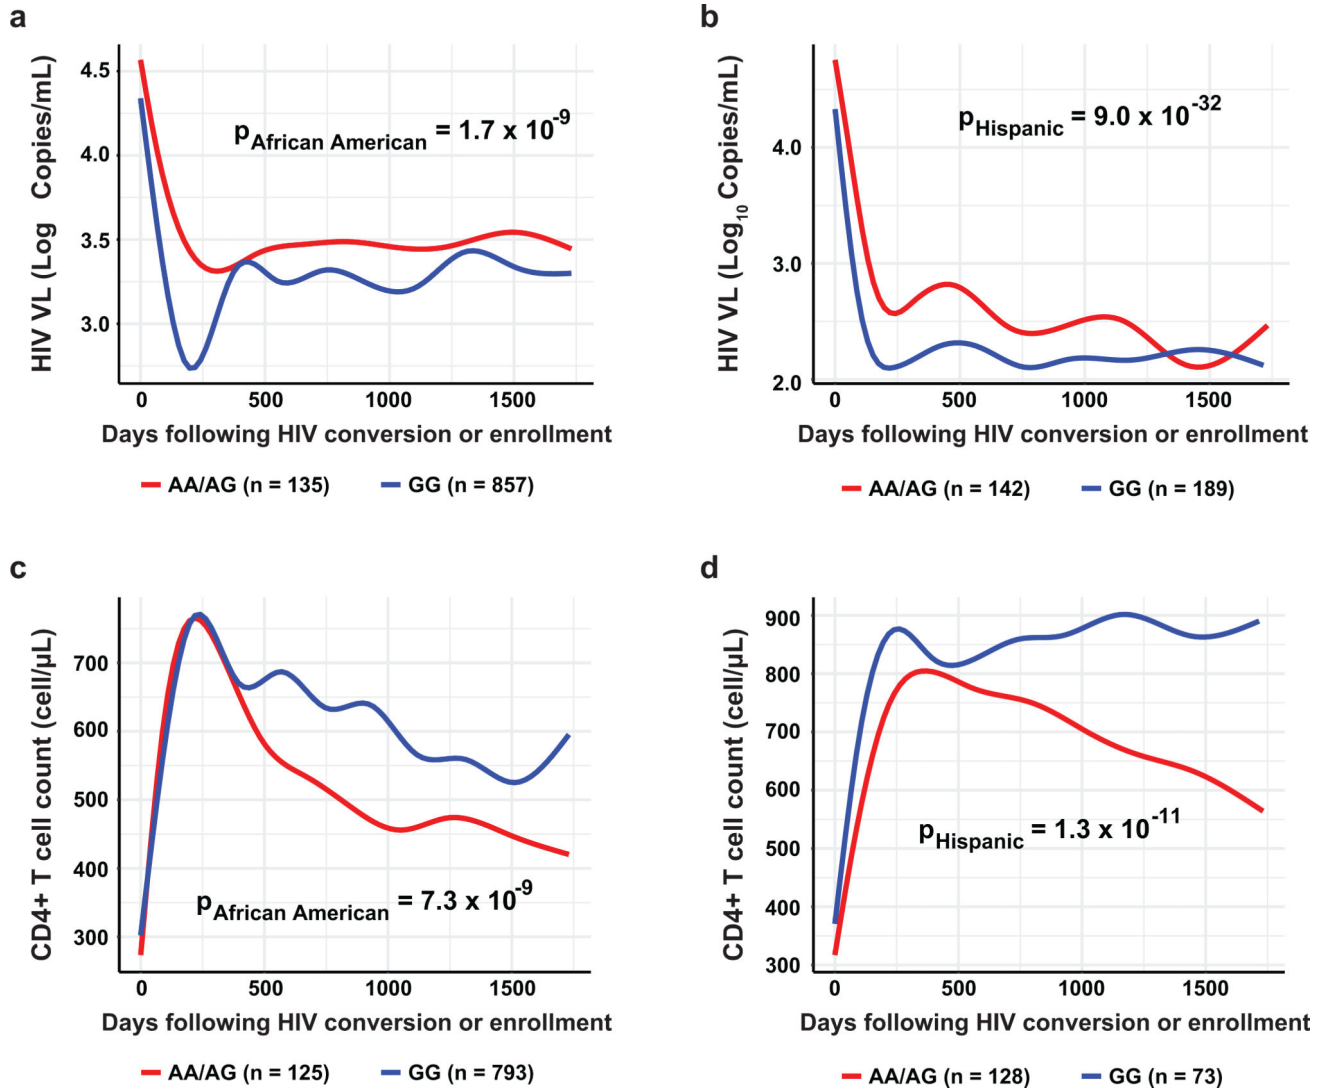 a
HIV VL (Log Copies/mL)
4.5
4.0
3.5
3.0
p African American = 1.7 x 10-9
0 500 1000 1500
Days following HIV conversion or enrollment
AA/AG (n = 135) GG (n = 857)
b
HIV VL (Log10 Copies/mL)
4.0
3.0
2.0
p Hispanic = 9.0 x 10-32
0 500 1000 1500
Days following HIV conversion or enrollment
AA/AG (n = 142) GG (n = 189)
c
CD4+ T cell count (cell/µL)
700
600
500
400
300
p African American = 7.3 x 10-9
0 500 1000 1500
Days following HIV conversion or enrollment
AA/AG (n = 125) GG (n = 793)
d
CD4+ T cell count (cell/µL)
900
800
700
600
500
400
300
p Hispanic = 1.3 x 10-11
0 500 1000 1500
Days following HIV conversion or enrollment
AA/AG (n = 128) GG (n = 73)